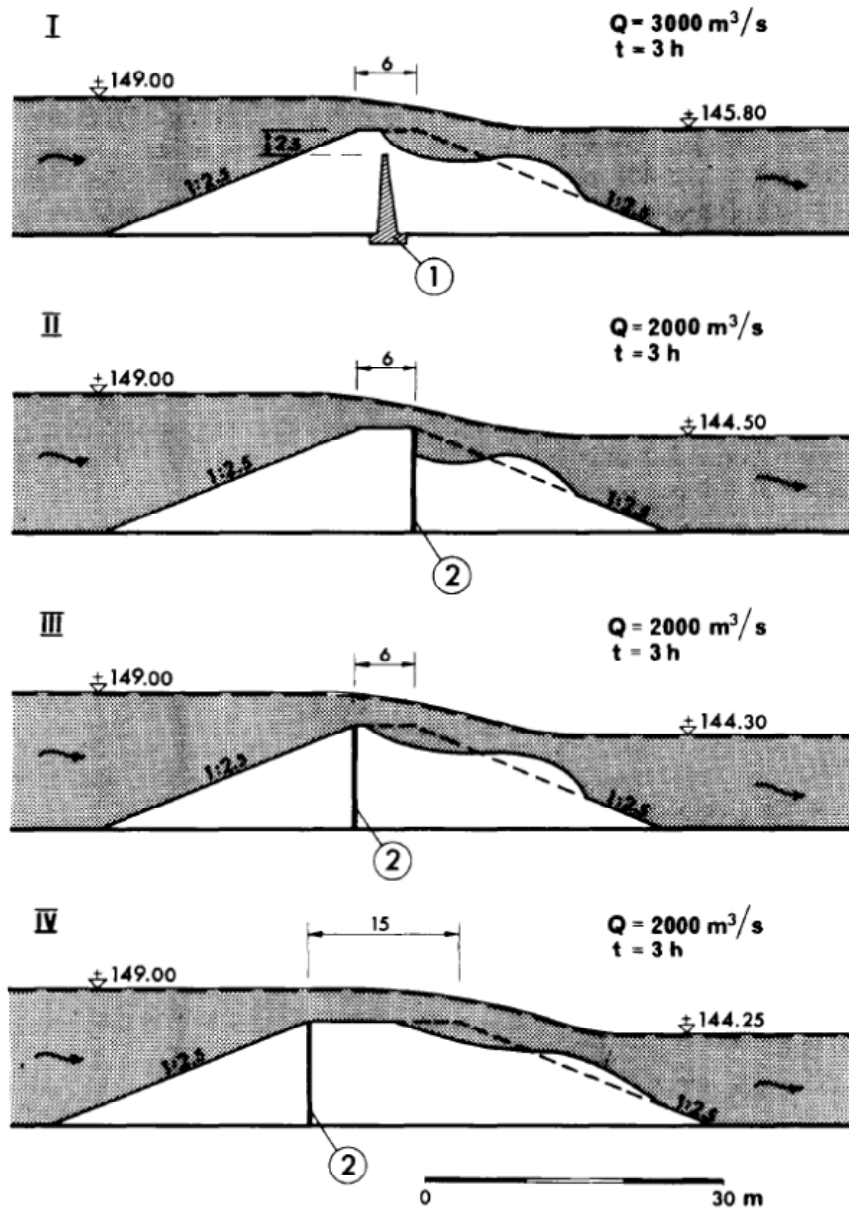 I
Q = 3000 m³/s
t = 3 h
6
+149.00
+145.80
2.5
1:2.5
1:2.5
1
II
Q = 2000 m³/s
t = 3 h
6
+149.00
+144.50
1:2.5
1:2.5
2
III
Q = 2000 m³/s
t = 3 h
6
+149.00
+144.30
1:2.5
1:2.5
2
IV
Q = 2000 m³/s
t = 3 h
15
+149.00
+144.25
1:2.5
1:2.5
2
0 30 m